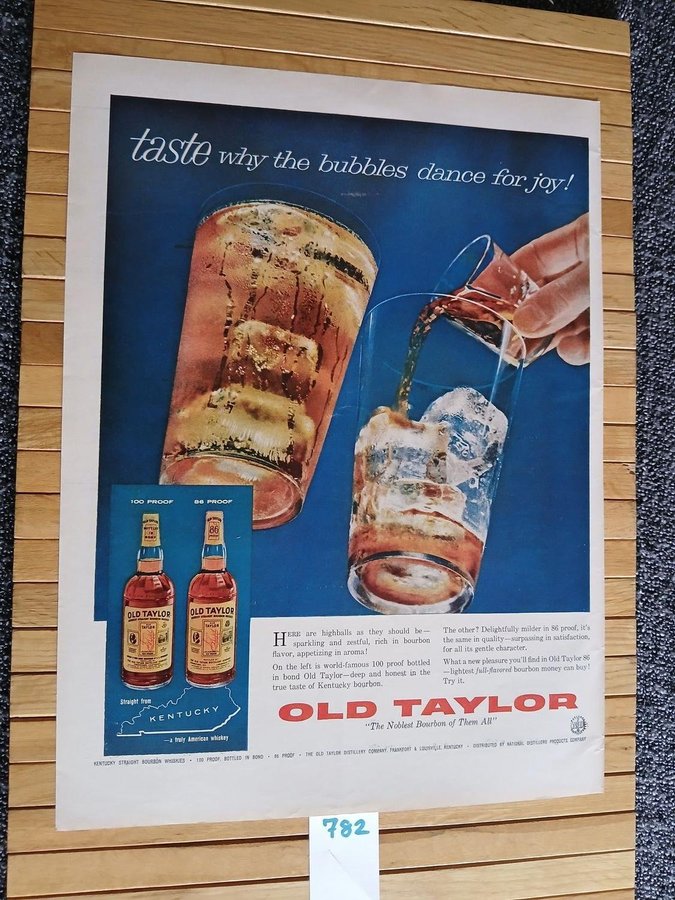 taste why the bubbles dance for joy!
100 PROOF
86 PROOF
OLD TAYLOR
86
OLD TAYLOR
TAYLOR
TAYLOR
HERE are highballs as they should be—
sparkling and zestful, rich in bourbon
flavor, appetizing in aroma!
On the left is world-famous 100 proof bottled
in bond Old Taylor—deep and honest in the
true taste of Kentucky bourbon.
The other? Delightfully milder in 86 proof, it's
the same in quality—surpassing in satisfaction,
for all its gentle character.
What a new pleasure you'll find in Old Taylor 86
—lightest full-flavored bourbon money can buy!
Try it.
Straight from
KENTUCKY
—a truly American whiskey
OLD TAYLOR
"The Noblest Bourbon of Them All"
KENTUCKY STRAIGHT BOURBON WHISKIES • 100 PROOF, BOTTLED IN BOND • 86 PROOF • THE OLD TAYLOR DISTILLERY COMPANY, FRANKFORT & LOUISVILLE, KENTUCKY • DISTRIBUTED BY NATIONAL DISTILLERS PRODUCTS COMPANY
782